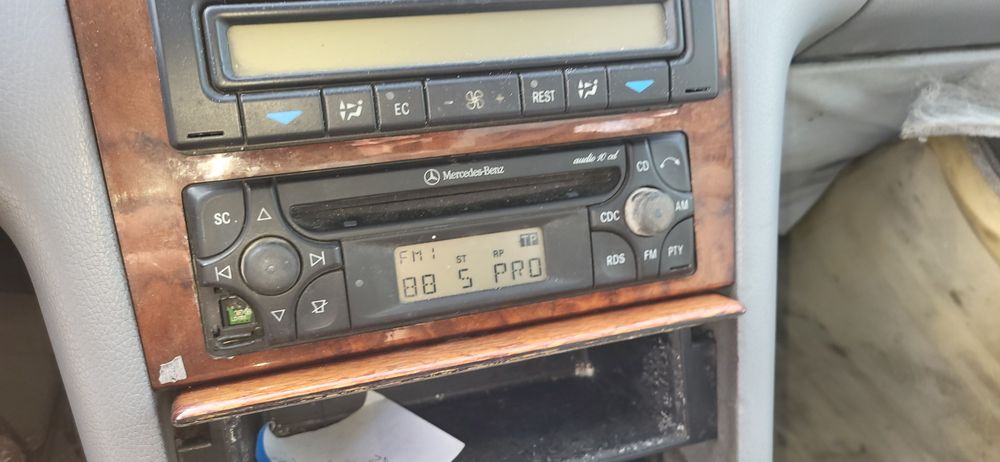 EC
- +
REST
Mercedes-Benz
audio 10 cd
CD
SC.
CDC
AM
FM1 ST RP TP
88 5 PRO
RDS
FM
PTY